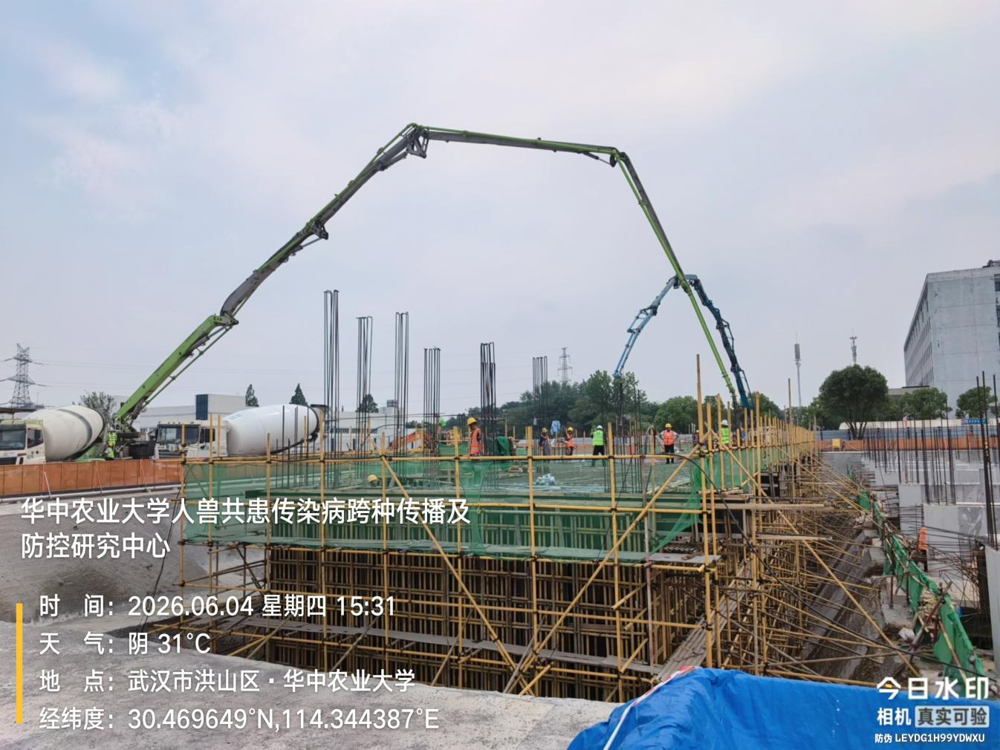 华中农业大学人兽共患传染病跨种传播及
防控研究中心
时 间：2026.06.04 星期四 15:31
天 气：阴 31°C
地 点：武汉市洪山区·华中农业大学
经纬度：30.469649°N,114.344387°E
今日水印
相机 真实可验
防伪 LEYDG1H99YDWXU